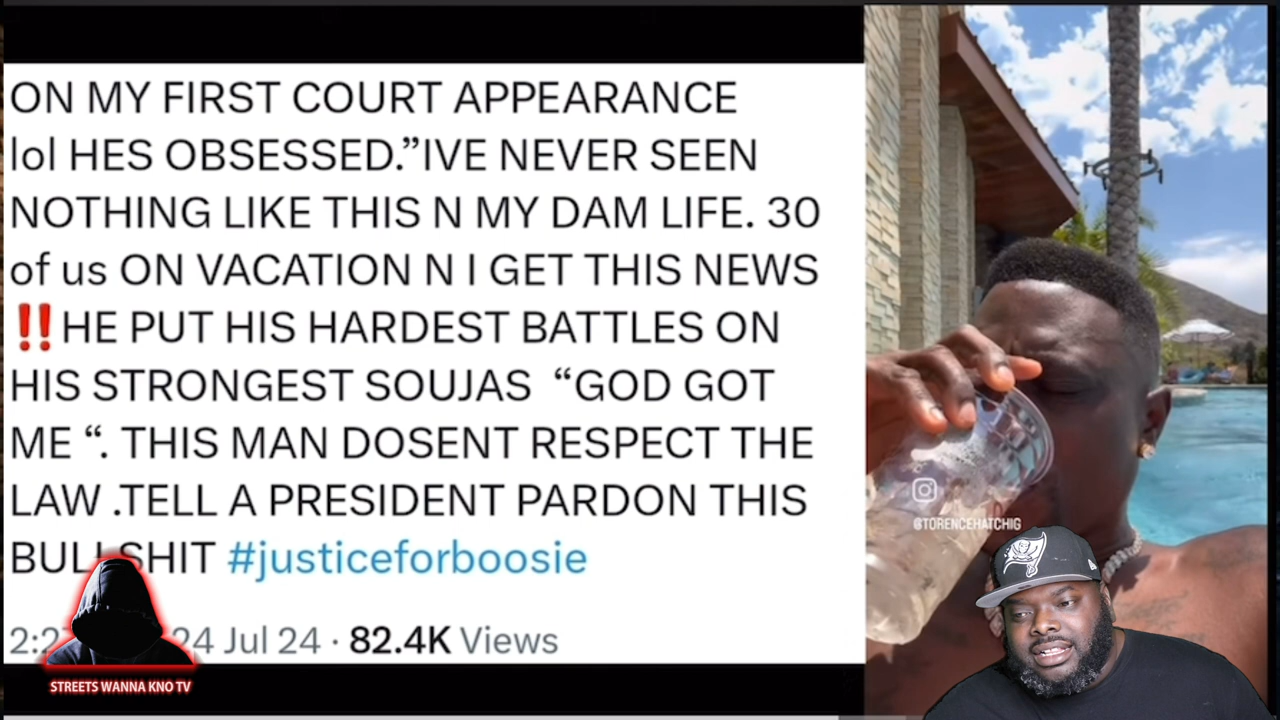 ON MY FIRST COURT APPEARANCE
lol HES OBSESSED.”IVE NEVER SEEN
NOTHING LIKE THIS N MY DAM LIFE. 30
of us ON VACATION N I GET THIS NEWS
‼️HE PUT HIS HARDEST BATTLES ON
HIS STRONGEST SOUJAS “GOD GOT
ME “. THIS MAN DOSENT RESPECT THE
LAW .TELL A PRESIDENT PARDON THIS
BULL SHIT #justiceforboosie
24 Jul 24 · 82.4K Views
@TORENCEHATCHIG
STREETS WANNA KNO TV